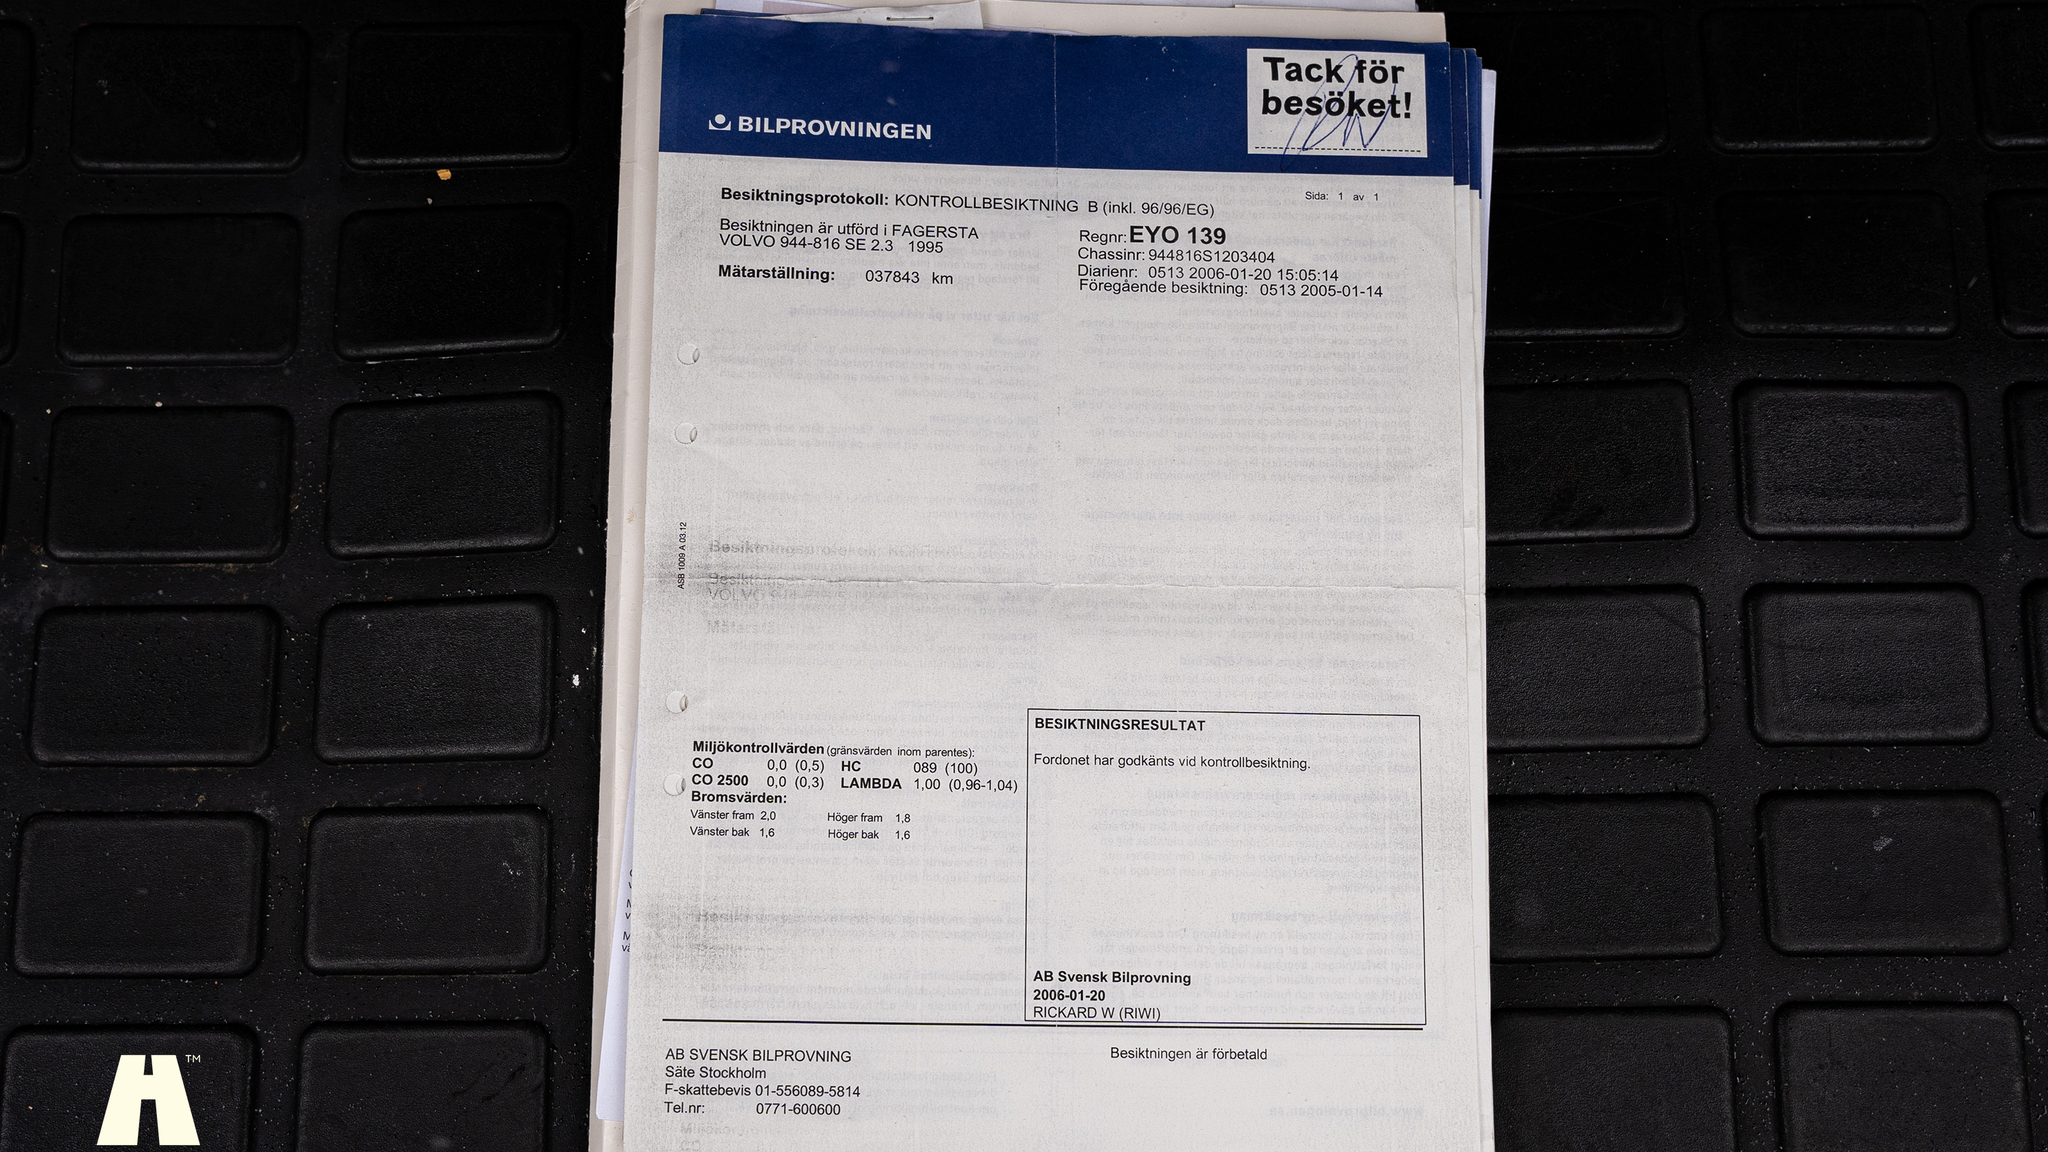 Tack för
besöket!
BILPROVNINGEN
Besiktningsprotokoll: KONTROLLBESIKTNING B (inkl. 96/96/EG)
Sida: 1 av 1
Besiktningen är utförd i FAGERSTA
VOLVO 944-816 SE 2.3 1995
Mätarställning: 037843 km
Regnr: EYO 139
Chassinr: 944816S1203404
Diarienr: 0513 2006-01-20 15:05:14
Föregående besiktning: 0513 2005-01-14
ASB 1009 A 03.12
Miljökontrollvärden (gränsvärden inom parentes):
CO 0,0 (0,5) HC 089 (100)
CO 2500 0,0 (0,3) LAMBDA 1,00 (0,96-1,04)
Bromsvärden:
Vänster fram 2,0 Höger fram 1,8
Vänster bak 1,6 Höger bak 1,6
BESIKTNINGSRESULTAT
Fordonet har godkänts vid kontrollbesiktning.
AB Svensk Bilprovning
2006-01-20
RICKARD W (RIWI)
AB SVENSK BILPROVNING
Säte Stockholm
F-skattebevis 01-556089-5814
Tel.nr: 0771-600600
Besiktningen är förbetald
TM